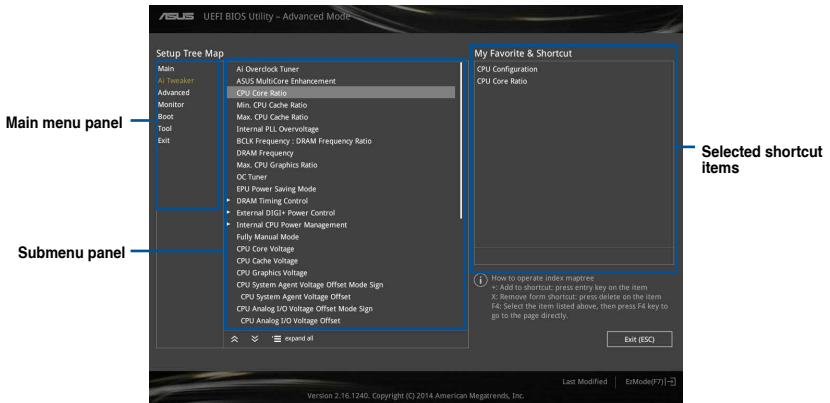 ASUS UEFI BIOS Utility – Advanced Mode
Setup Tree Map
Main
Ai Tweaker
Advanced
Monitor
Boot
Tool
Exit
Ai Overclock Tuner
ASUS MultiCore Enhancement
CPU Core Ratio
Min. CPU Cache Ratio
Max. CPU Cache Ratio
Internal PLL Overvoltage
BCLK Frequency : DRAM Frequency Ratio
DRAM Frequency
Max. CPU Graphics Ratio
OC Tuner
EPU Power Saving Mode
DRAM Timing Control
External DIGI+ Power Control
Internal CPU Power Management
Fully Manual Mode
CPU Core Voltage
CPU Cache Voltage
CPU Graphics Voltage
CPU System Agent Voltage Offset Mode Sign
CPU System Agent Voltage Offset
CPU Analog I/O Voltage Offset Mode Sign
CPU Analog I/O Voltage Offset
expand all
My Favorite & Shortcut
CPU Configuration
CPU Core Ratio
How to operate index maptree
+: Add to shortcut: press entry key on the item
X: Remove form shortcut: press delete on the item
F4: Select the item listed above, then press F4 key to
go to the page directly.
Exit (ESC)
Last Modified
EzMode(F7)
Version 2.16.1240. Copyright (C) 2014 American Megatrends, Inc.
Main menu panel
Submenu panel
Selected shortcut
items